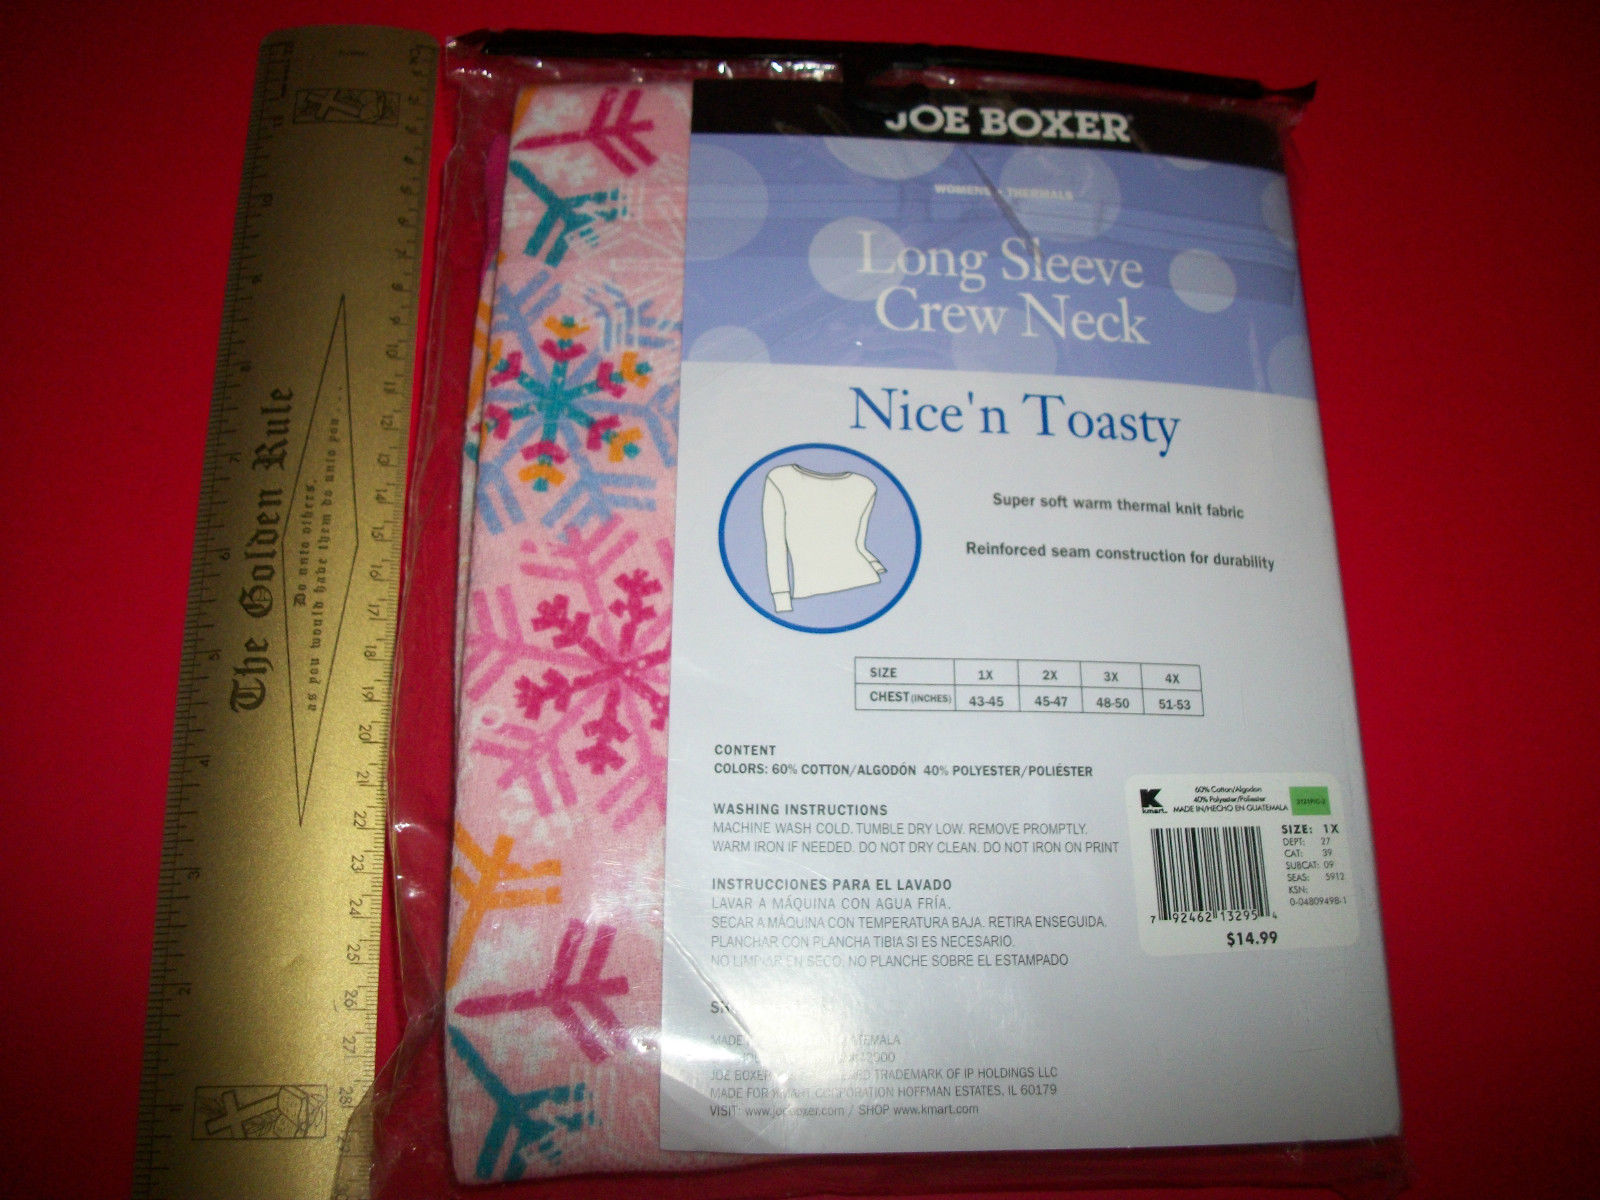 The Golden Rule
Do unto others,
as you would have them do unto you.
JOE BOXER
WOMENS THERMALS
Long Sleeve
Crew Neck
Nice'n Toasty
Super soft warm thermal knit fabric
Reinforced seam construction for durability
SIZE 1X 2X 3X 4X
CHEST (INCHES) 43-45 45-47 48-50 51-53
CONTENT
COLORS: 60% COTTON/ALGODÓN 40% POLYESTER/POLIÉSTER
WASHING INSTRUCTIONS
MACHINE WASH COLD. TUMBLE DRY LOW. REMOVE PROMPTLY.
WARM IRON IF NEEDED. DO NOT DRY CLEAN. DO NOT IRON ON PRINT
INSTRUCCIONES PARA EL LAVADO
LAVAR A MÁQUINA CON AGUA FRÍA.
SECAR A MÁQUINA CON TEMPERATURA BAJA. RETIRA ENSEGUIDA.
PLANCHAR CON PLANCHA TIBIA SI ES NECESARIO.
NO LIMPIAR EN SECO. NO PLANCHE SOBRE EL ESTAMPADO
MADE
JOE BOXER TRADEMARK OF IP HOLDINGS LLC
MADE FOR KMART CORPORATION HOFFMAN ESTATES, IL 60179
VISIT: www.joeboxer.com / SHOP www.kmart.com
K
kmart
60% Cotton/Algodon
40% Polyester/Poliester
MADE IN/HECHO EN GUATEMALA
SIZE: 1X
DEPT: 27
CAT: 39
SUBCAT: 09
SEAS: 5912
KSN:
0-04809498-1
7 92462 13295 4
$14.99